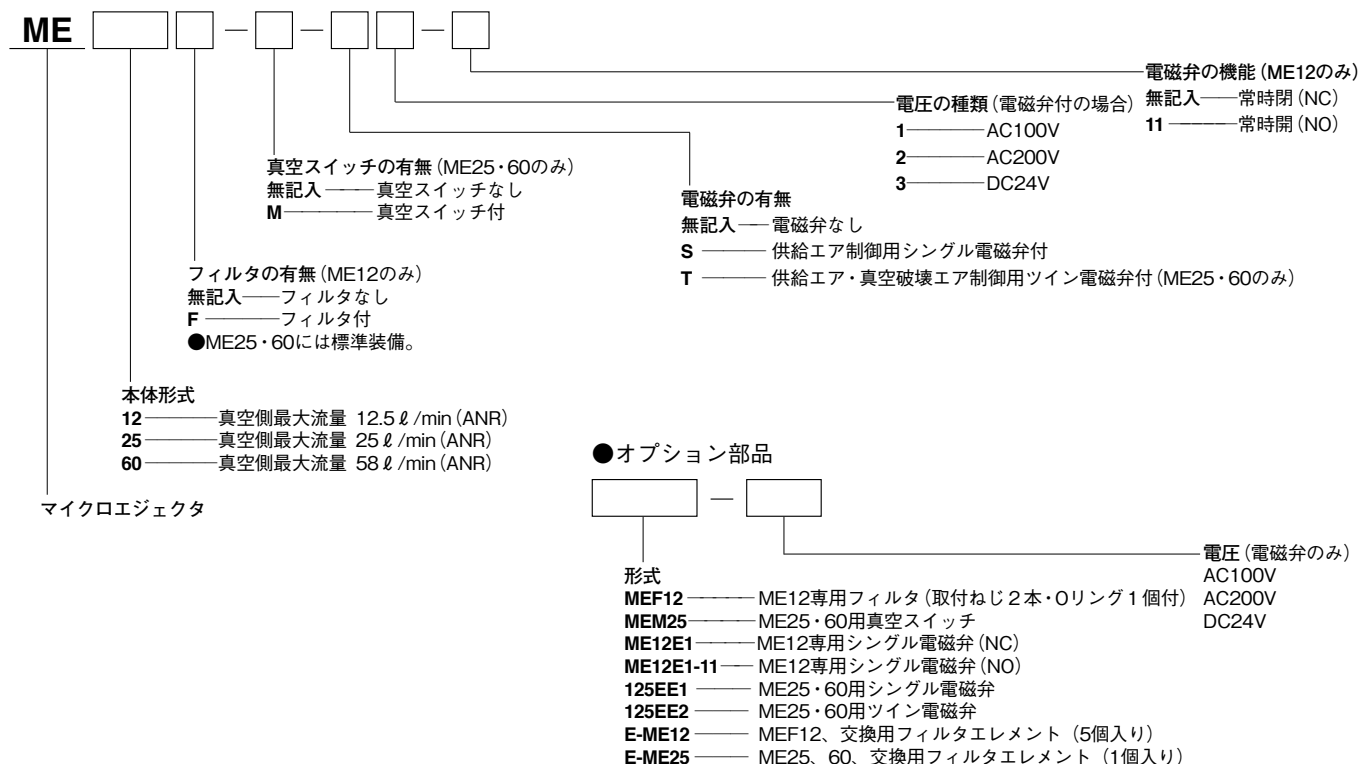 ME — — —
電磁弁の機能(ME12のみ)
無記入 常時閉(NC)
11 常時開(NO)
電圧の種類(電磁弁付の場合)
1 AC100V
2 AC200V
3 DC24V
電磁弁の有無
無記入 電磁弁なし
S 供給エア制御用シングル電磁弁付
T 供給エア・真空破壊エア制御用ツイン電磁弁付(ME25・60のみ)
真空スイッチの有無(ME25・60のみ)
無記入 真空スイッチなし
M 真空スイッチ付
フィルタの有無(ME12のみ)
無記入 フィルタなし
F フィルタ付
●ME25・60には標準装備。
本体形式
12 真空側最大流量 12.5ℓ/min(ANR)
25 真空側最大流量 25ℓ/min(ANR)
60 真空側最大流量 58ℓ/min(ANR)
マイクロエジェクタ
●オプション部品
—
電圧(電磁弁のみ)
AC100V
AC200V
DC24V
形式
MEF12 ME12専用フィルタ(取付ねじ2本・Oリング1個付)
MEM25 ME25・60用真空スイッチ
ME12E1 ME12専用シングル電磁弁(NC)
ME12E1-11 ME12専用シングル電磁弁(NO)
125EE1 ME25・60用シングル電磁弁
125EE2 ME25・60用ツイン電磁弁
E-ME12 MEF12、交換用フィルタエレメント(5個入り)
E-ME25 ME25、60、交換用フィルタエレメント(1個入り)